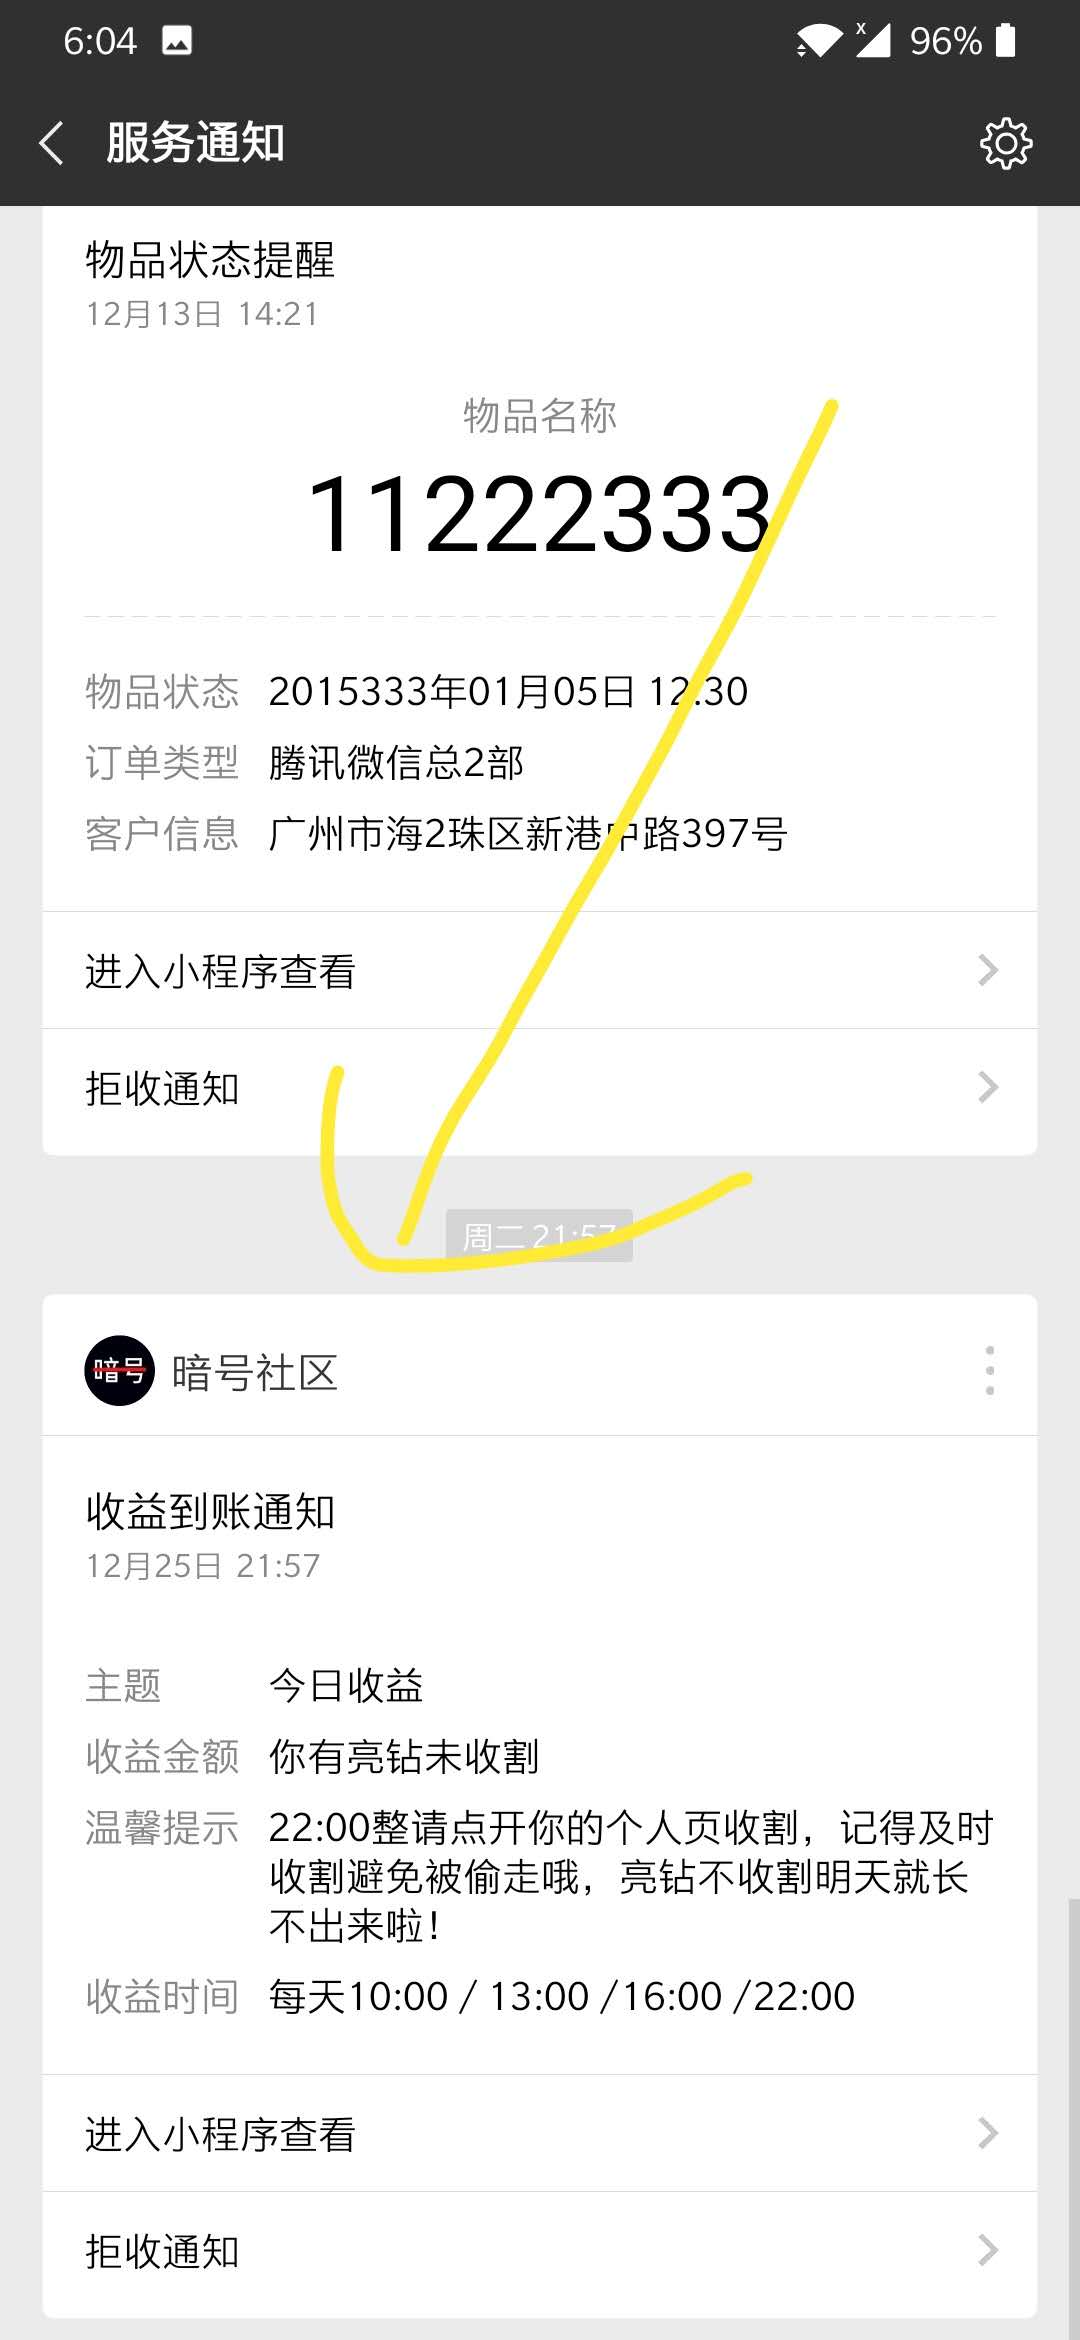 6:04 96%
服务通知
物品状态提醒
12月13日 14:21
物品名称
11222333
物品状态 2015333年01月05日 12:30
订单类型 腾讯微信总2部
客户信息 广州市海2珠区新港中路397号
进入小程序查看
拒收通知
周二 21:57
暗号 暗号社区
收益到账通知
12月25日 21:57
主题 今日收益
收益金额 你有亮钻未收割
温馨提示 22:00整请点开你的个人页收割，记得及时
收割避免被偷走哦，亮钻不收割明天就长
不出来啦！
收益时间 每天10:00 / 13:00 /16:00 /22:00
进入小程序查看
拒收通知